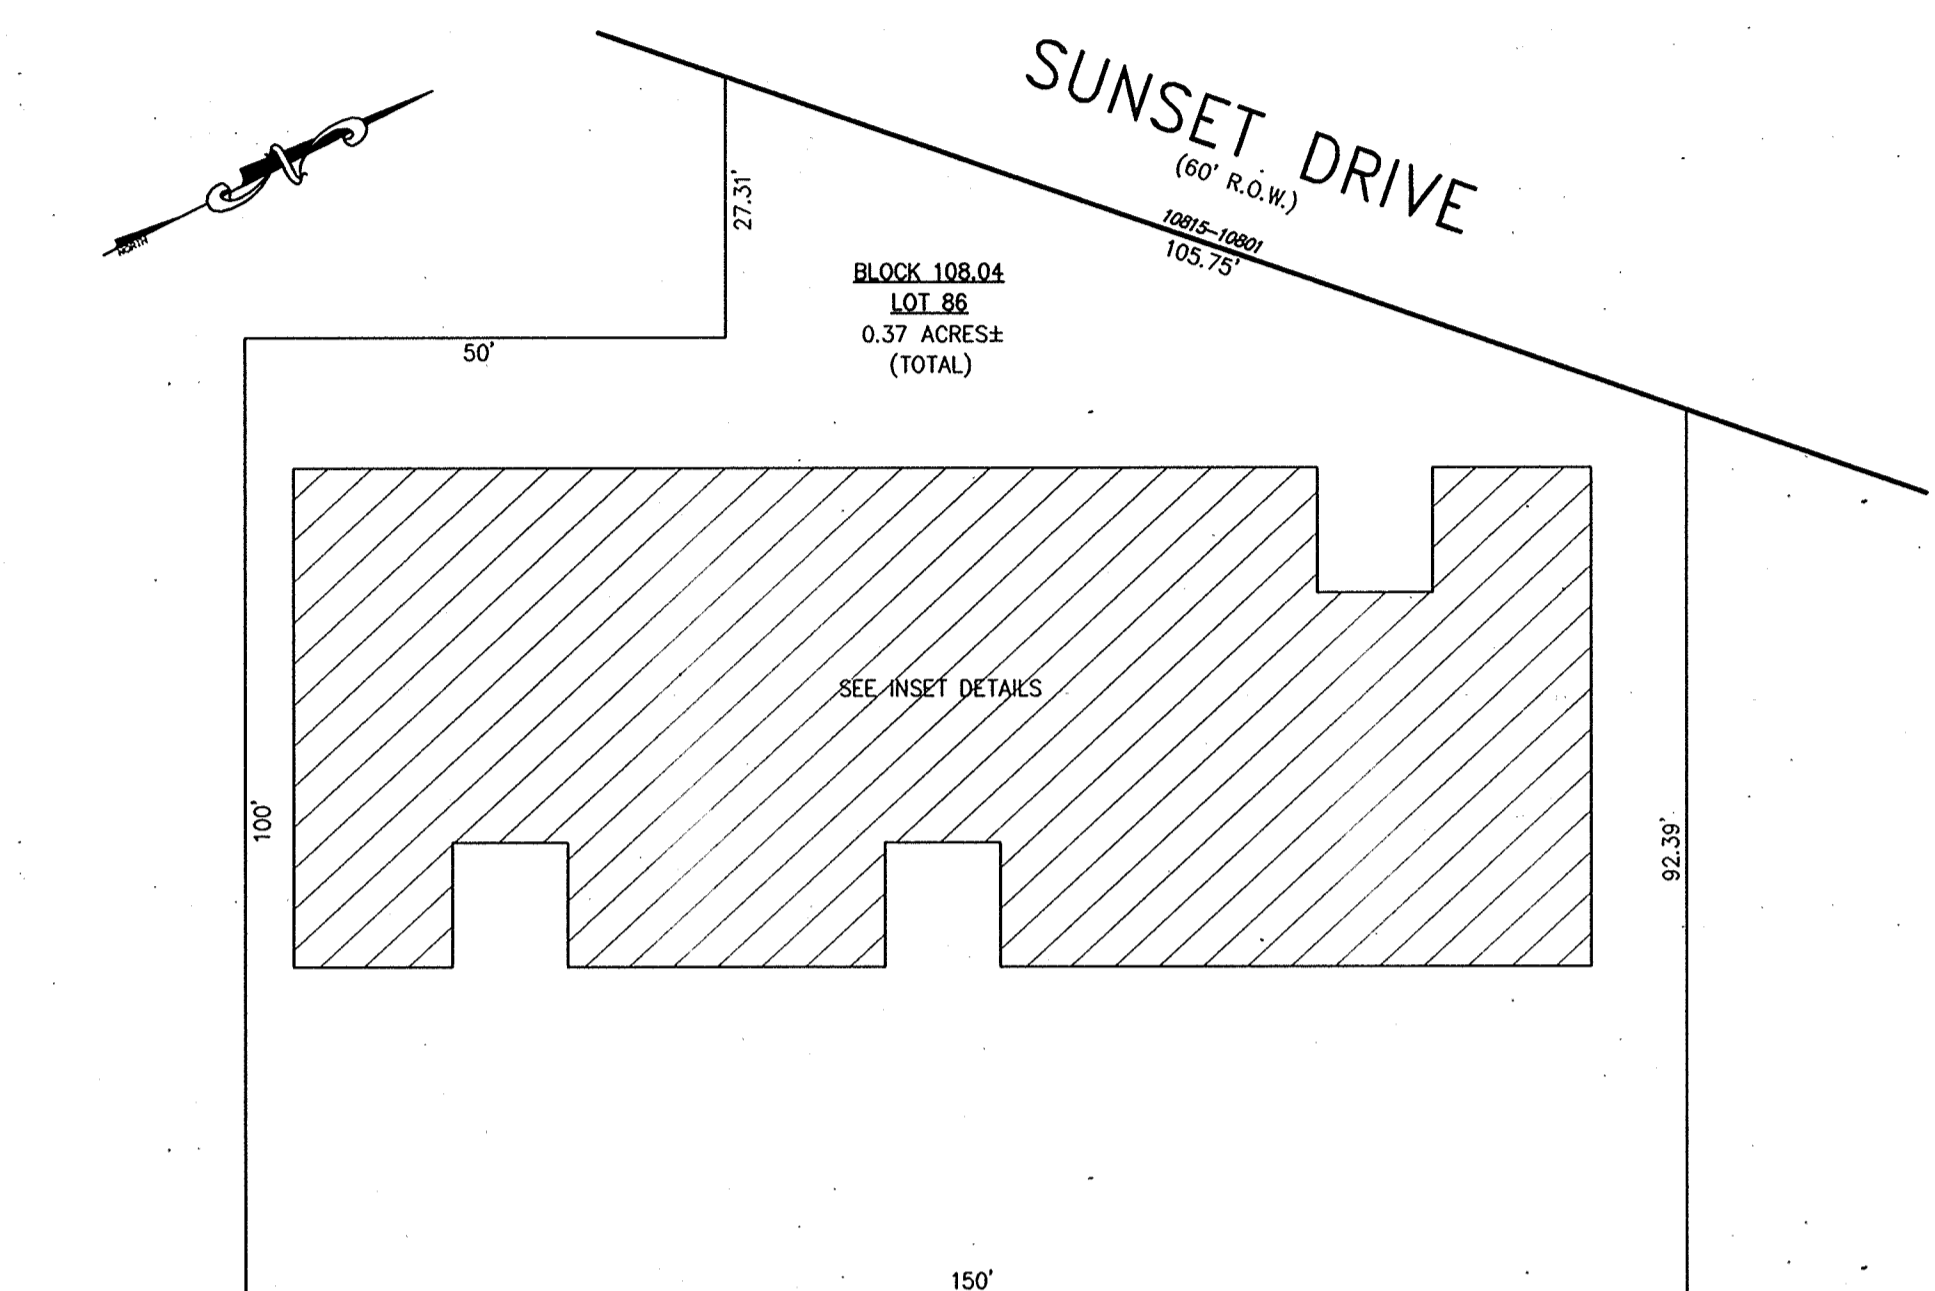 SUNSET DRIVE
(60' R.O.W.)
10815–10801
105.75'
NORTH
27.31'
BLOCK 108.04
LOT 86
0.37 ACRES±
(TOTAL)
50'
SEE INSET DETAILS
100'
92.39'
150'